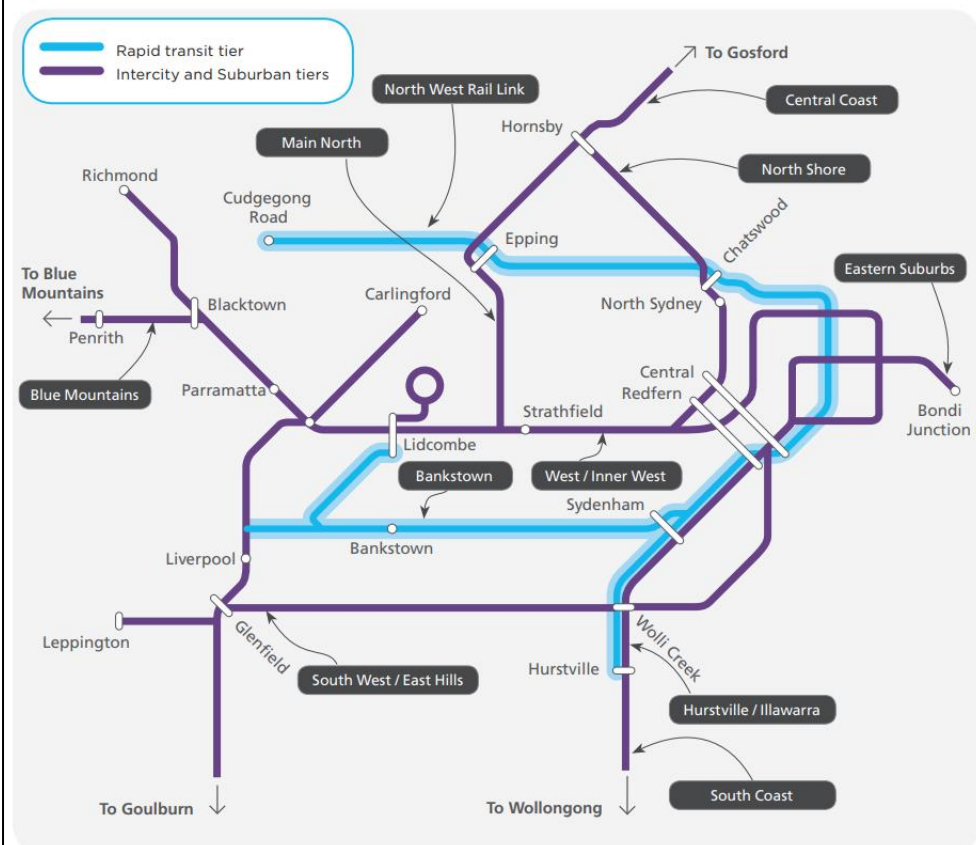 Rapid transit tier
Intercity and Suburban tiers
To Gosford
North West Rail Link
Central Coast
Hornsby
Main North
North Shore
Richmond
Cudgegong
Road
Chatswood
Epping
To Blue
Mountains
Eastern Suburbs
Blacktown
Carlingford
North Sydney
Penrith
Blue Mountains
Parramatta
Central
Redfern
Strathfield
Bondi
Junction
Lidcombe
Bankstown
West / Inner West
Sydenham
Bankstown
Liverpool
Leppington
Glenfield
Wolli Creek
Hurstville
South West / East Hills
Hurstville / Illawarra
South Coast
To Goulburn
To Wollongong